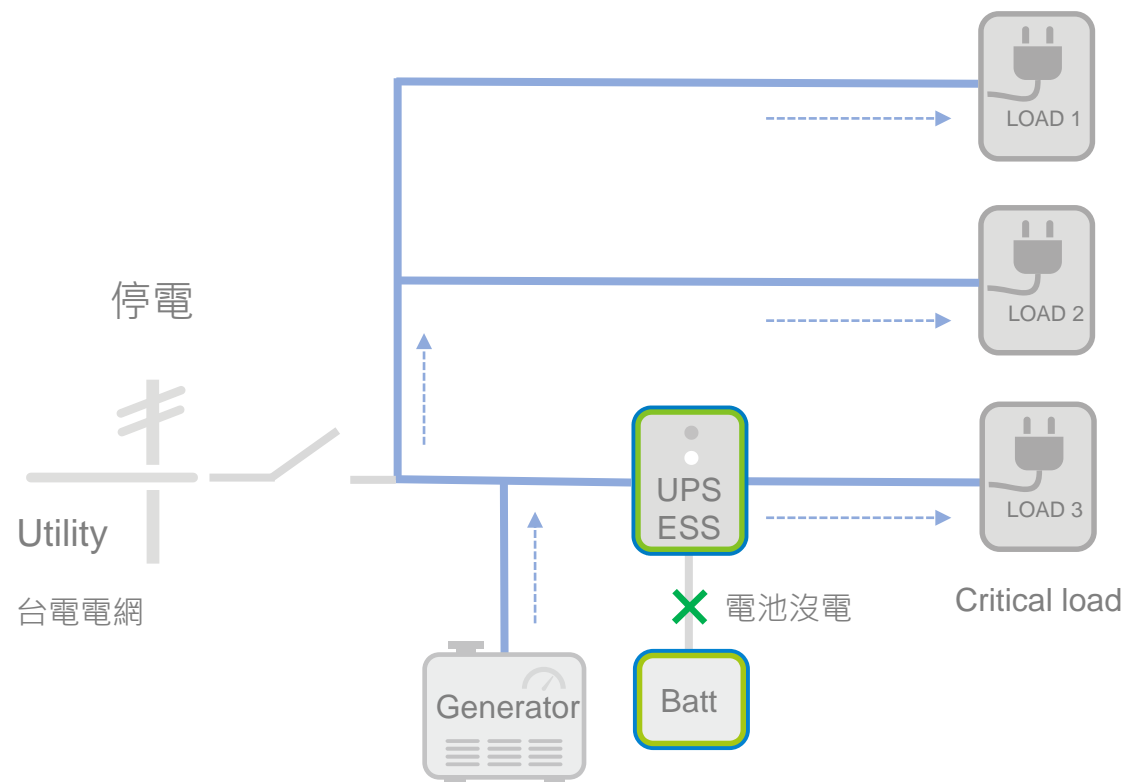 LOAD 1
停電
LOAD 2
UPS
ESS
LOAD 3
Utility
台電電網
電池沒電
Critical load
Generator
Batt